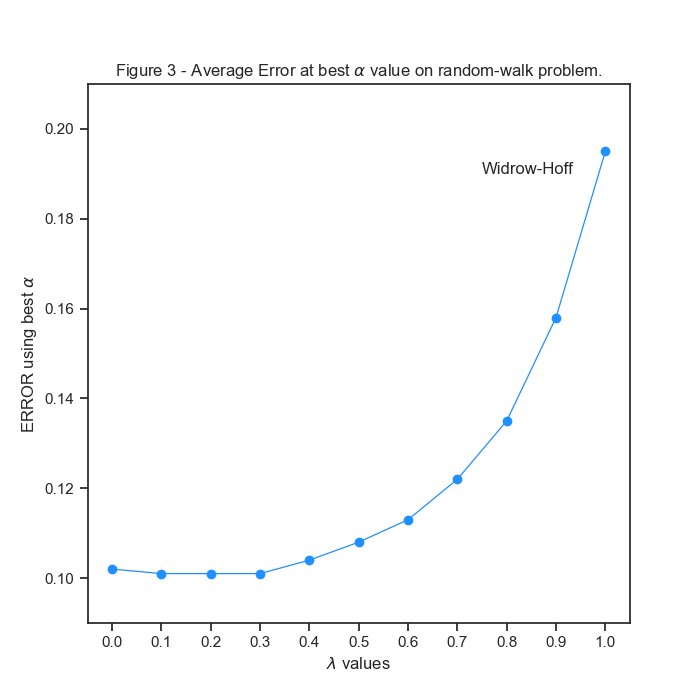 Figure 3 - Average Error at best α value on random-walk problem.
0.20
Widrow-Hoff
0.18
0.16
ERROR using best α
0.14
0.12
0.10
0.0 0.1 0.2 0.3 0.4 0.5 0.6 0.7 0.8 0.9 1.0
λ values